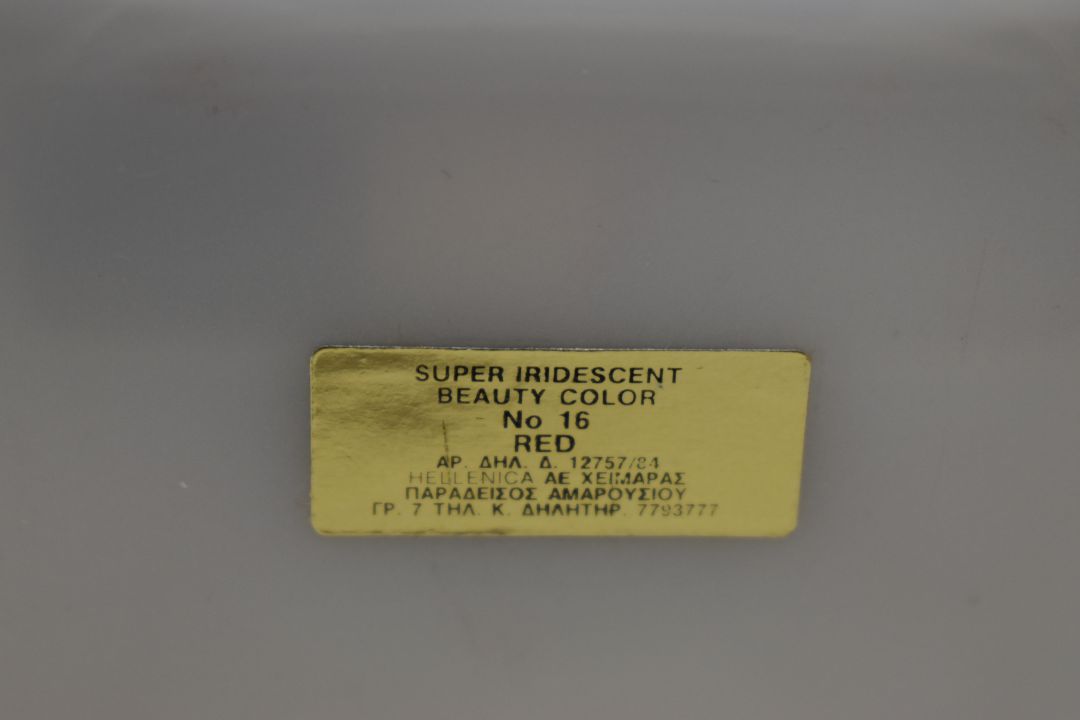 SUPER IRIDESCENT
BEAUTY COLOR
No 16
RED
ΑΡ. ΔΗΛ. Δ. 12757/84
HELLENICA ΑΕ ΧΕΙΜΑΡΑΣ
ΠΑΡΑΔΕΙΣΟΣ ΑΜΑΡΟΥΣΙΟΥ
ΓΡ. 7 ΤΗΛ. Κ. ΔΗΛΗΤΗΡ. 7793777